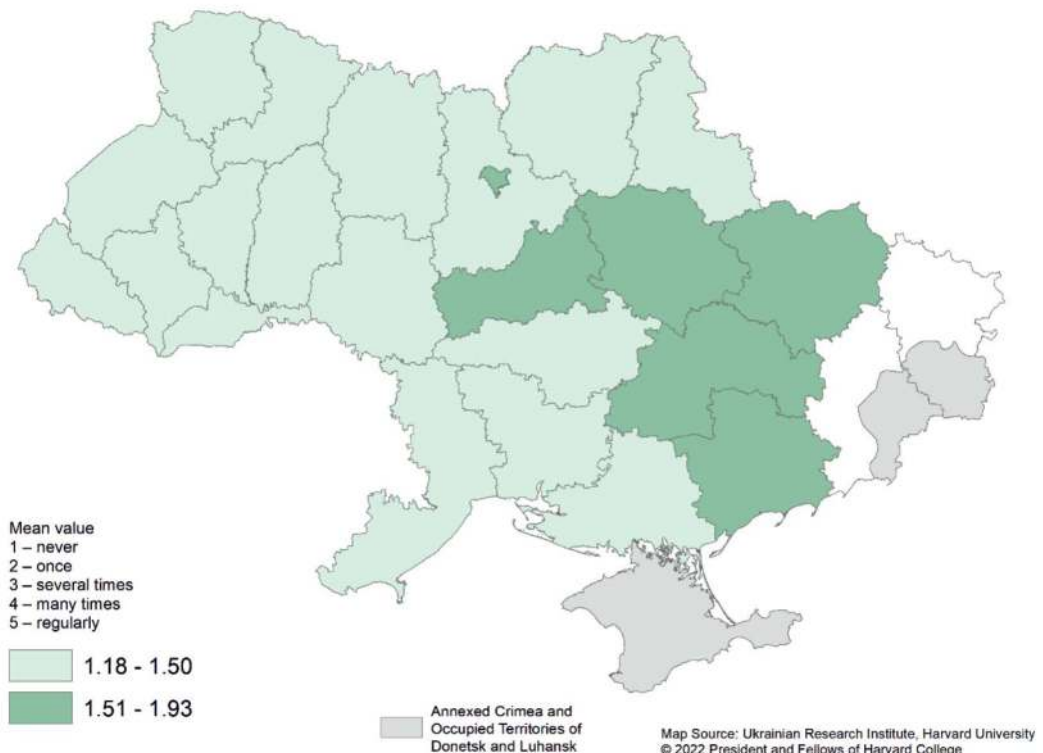 Mean value
1 – never
2 – once
3 – several times
4 – many times
5 – regularly
1.18 - 1.50
1.51 - 1.93
Annexed Crimea and
Occupied Territories of
Donetsk and Luhansk
Map Source: Ukrainian Research Institute, Harvard University
© 2022 President and Fellows of Harvard College